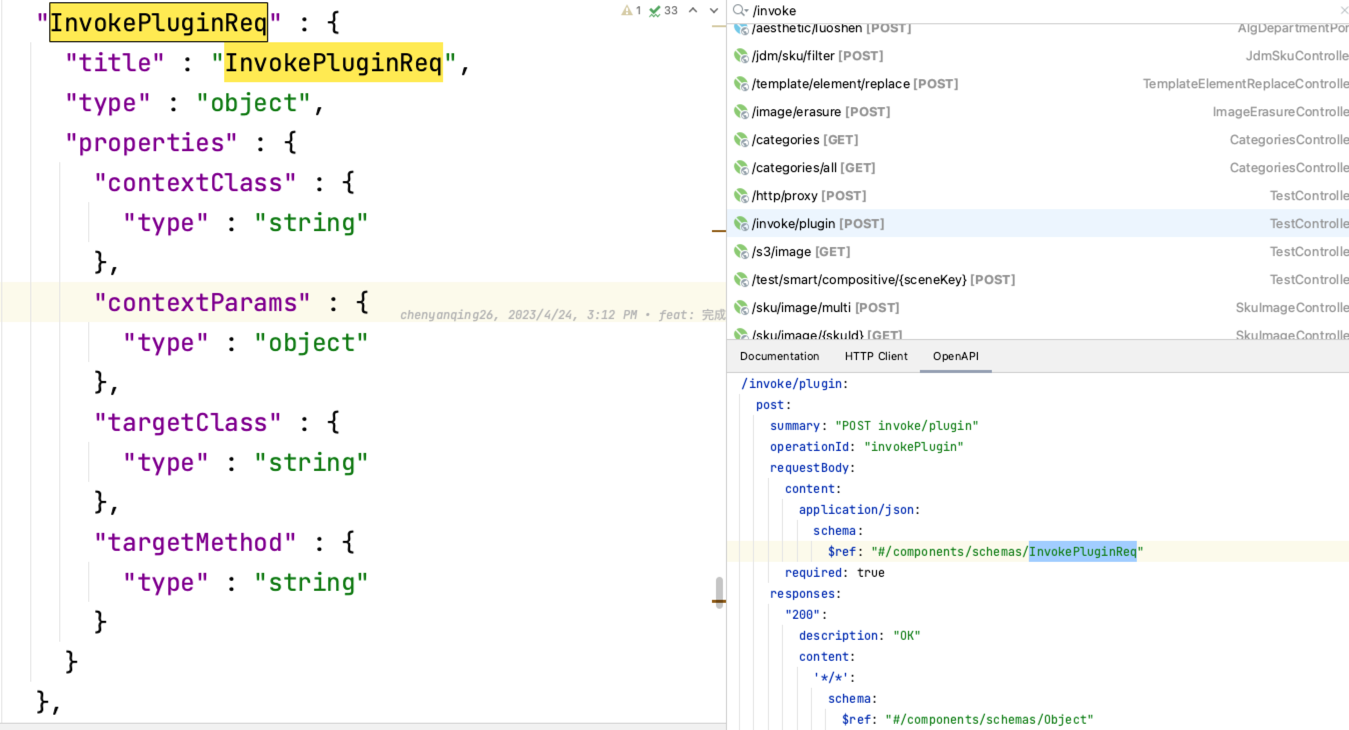 "InvokePluginReq" : {
"title" : "InvokePluginReq",
"type" : "object",
"properties" : {
"contextClass" : {
"type" : "string"
},
"contextParams" : {
chenyanqing26, 2023/4/24, 3:12 PM • feat: 完成
"type" : "object"
},
"targetClass" : {
"type" : "string"
},
"targetMethod" : {
"type" : "string"
}
}
},
1 33
/invoke
/aesthetic/luoshen [POST] AlgDepartmentPor
/jdm/sku/filter [POST] JdmSkuControlle
/template/element/replace [POST] TemplateElementReplaceControlle
/image/erasure [POST] ImageErasureControlle
/categories [GET] CategoriesControlle
/categories/all [GET] CategoriesControlle
/http/proxy [POST] TestControlle
/invoke/plugin [POST] TestControlle
/s3/image [GET] TestControlle
/test/smart/compositive/{sceneKey} [POST] TestControlle
/sku/image/multi [POST] SkuImageControlle
/sku/image/{skuId} [GET] SkuImageControlle
Documentation HTTP Client OpenAPI
/invoke/plugin:
post:
summary: "POST invoke/plugin"
operationId: "invokePlugin"
requestBody:
content:
application/json:
schema:
$ref: "#/components/schemas/InvokePluginReq"
required: true
responses:
"200":
description: "OK"
content:
'*/*':
schema:
$ref: "#/components/schemas/Object"